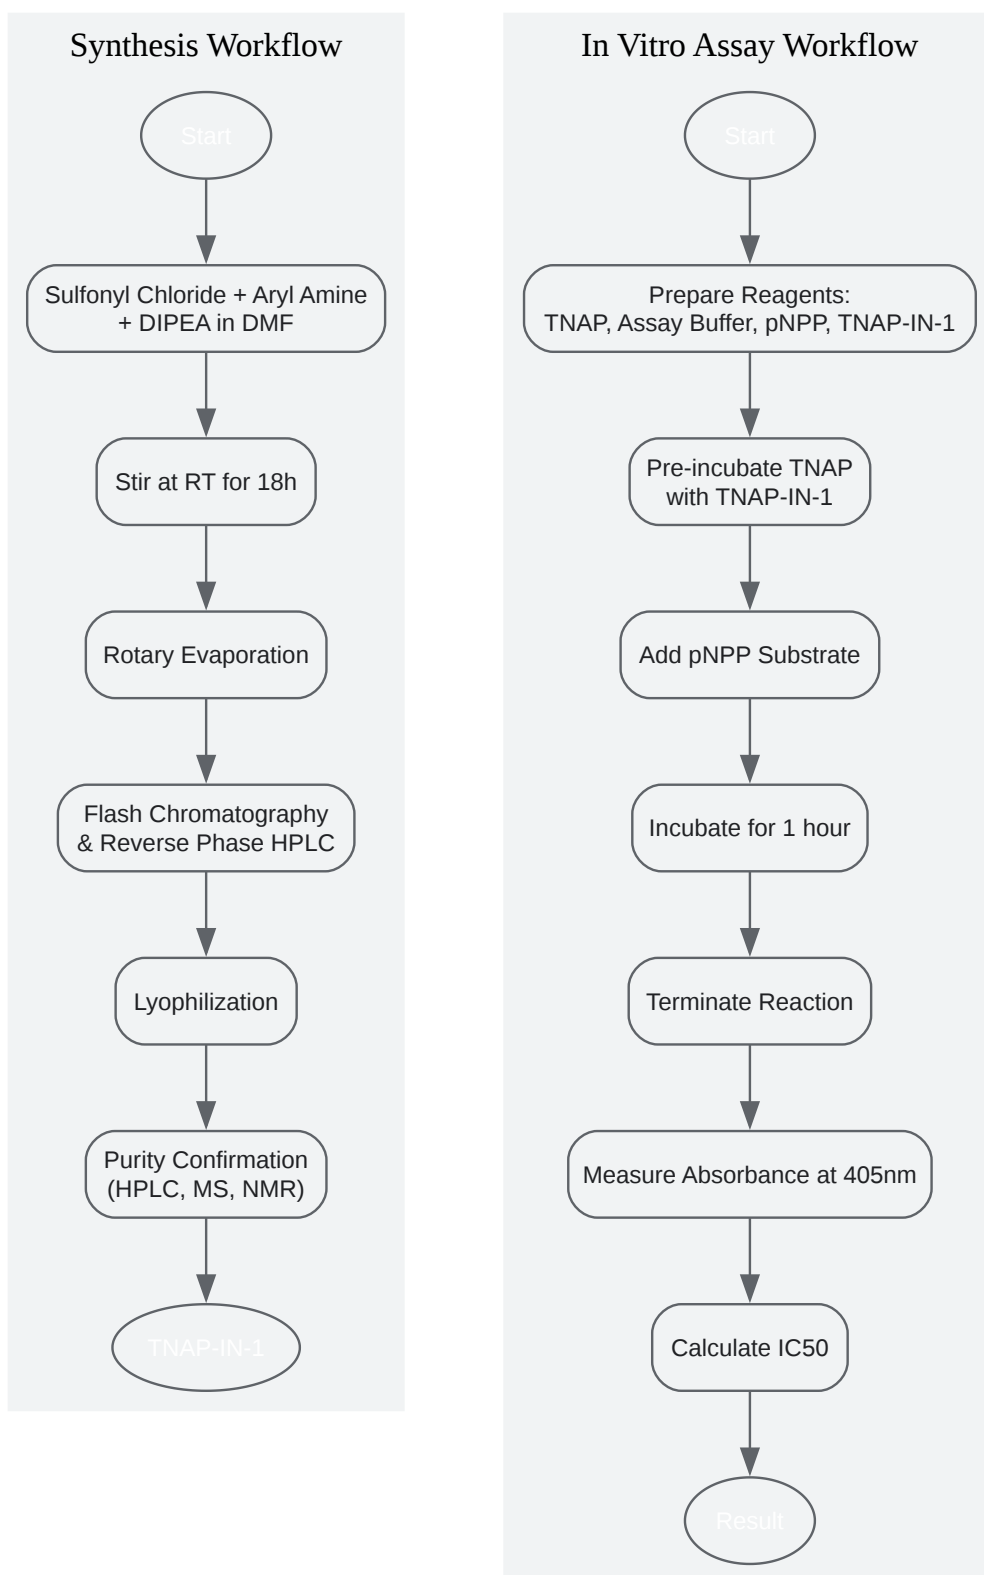 Synthesis Workflow
Start
Sulfonyl Chloride + Aryl Amine
+ DIPEA in DMF
Stir at RT for 18h
Rotary Evaporation
Flash Chromatography
& Reverse Phase HPLC
Lyophilization
Purity Confirmation
(HPLC, MS, NMR)
TNAP-IN-1
In Vitro Assay Workflow
Start
Prepare Reagents:
TNAP, Assay Buffer, pNPP, TNAP-IN-1
Pre-incubate TNAP
with TNAP-IN-1
Add pNPP Substrate
Incubate for 1 hour
Terminate Reaction
Measure Absorbance at 405nm
Calculate IC50
Result